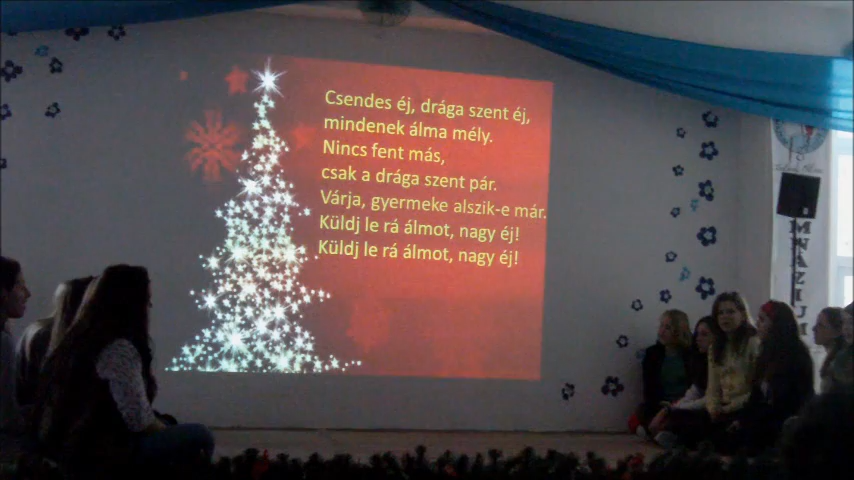 Csendes éj, drága szent éj,
mindenek álma mély.
Nincs fent más,
csak a drága szent pár.
Várja, gyermeke alszik-e már.
Küldj le rá álmot, nagy éj!
Küldj le rá álmot, nagy éj!